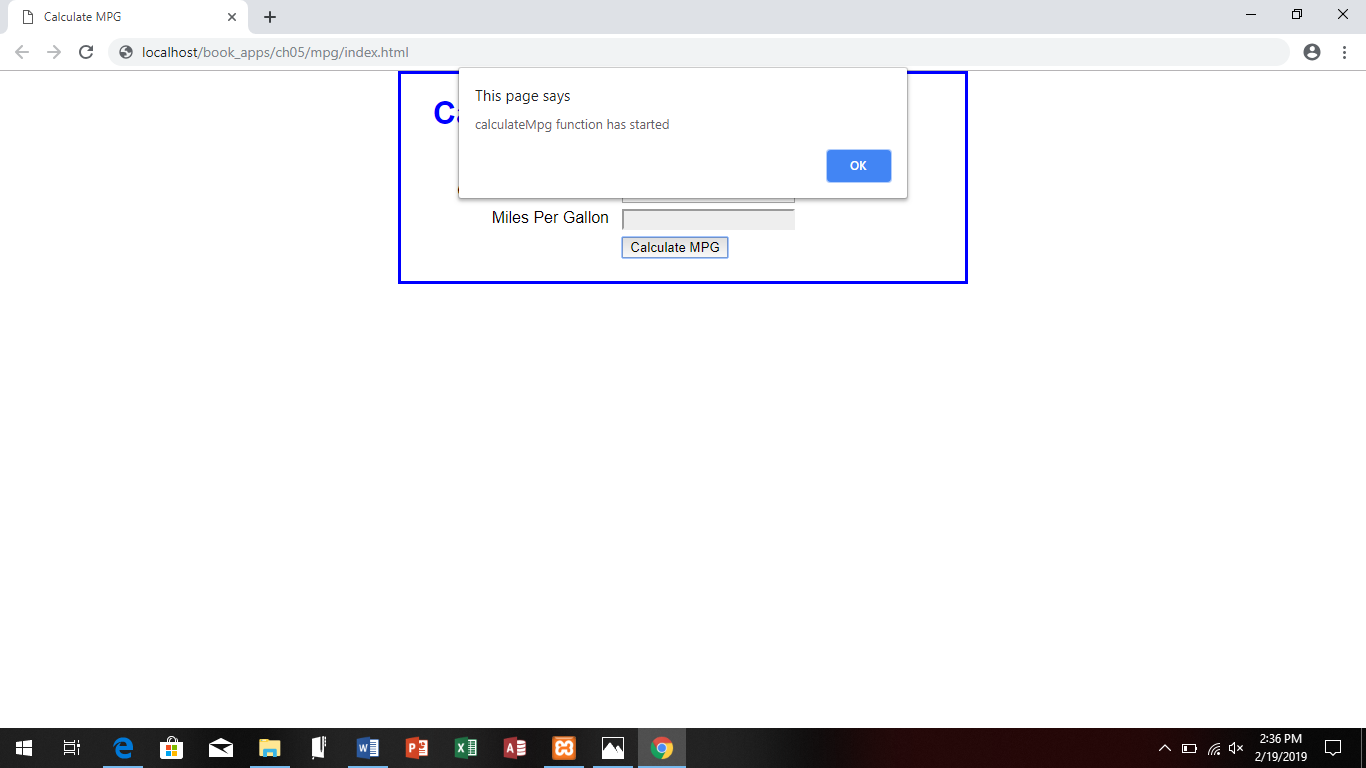 Calculate MPG
localhost/book_apps/ch05/mpg/index.html
This page says
calculateMpg function has started
OK
Miles Per Gallon
Calculate MPG
2:36 PM
2/19/2019